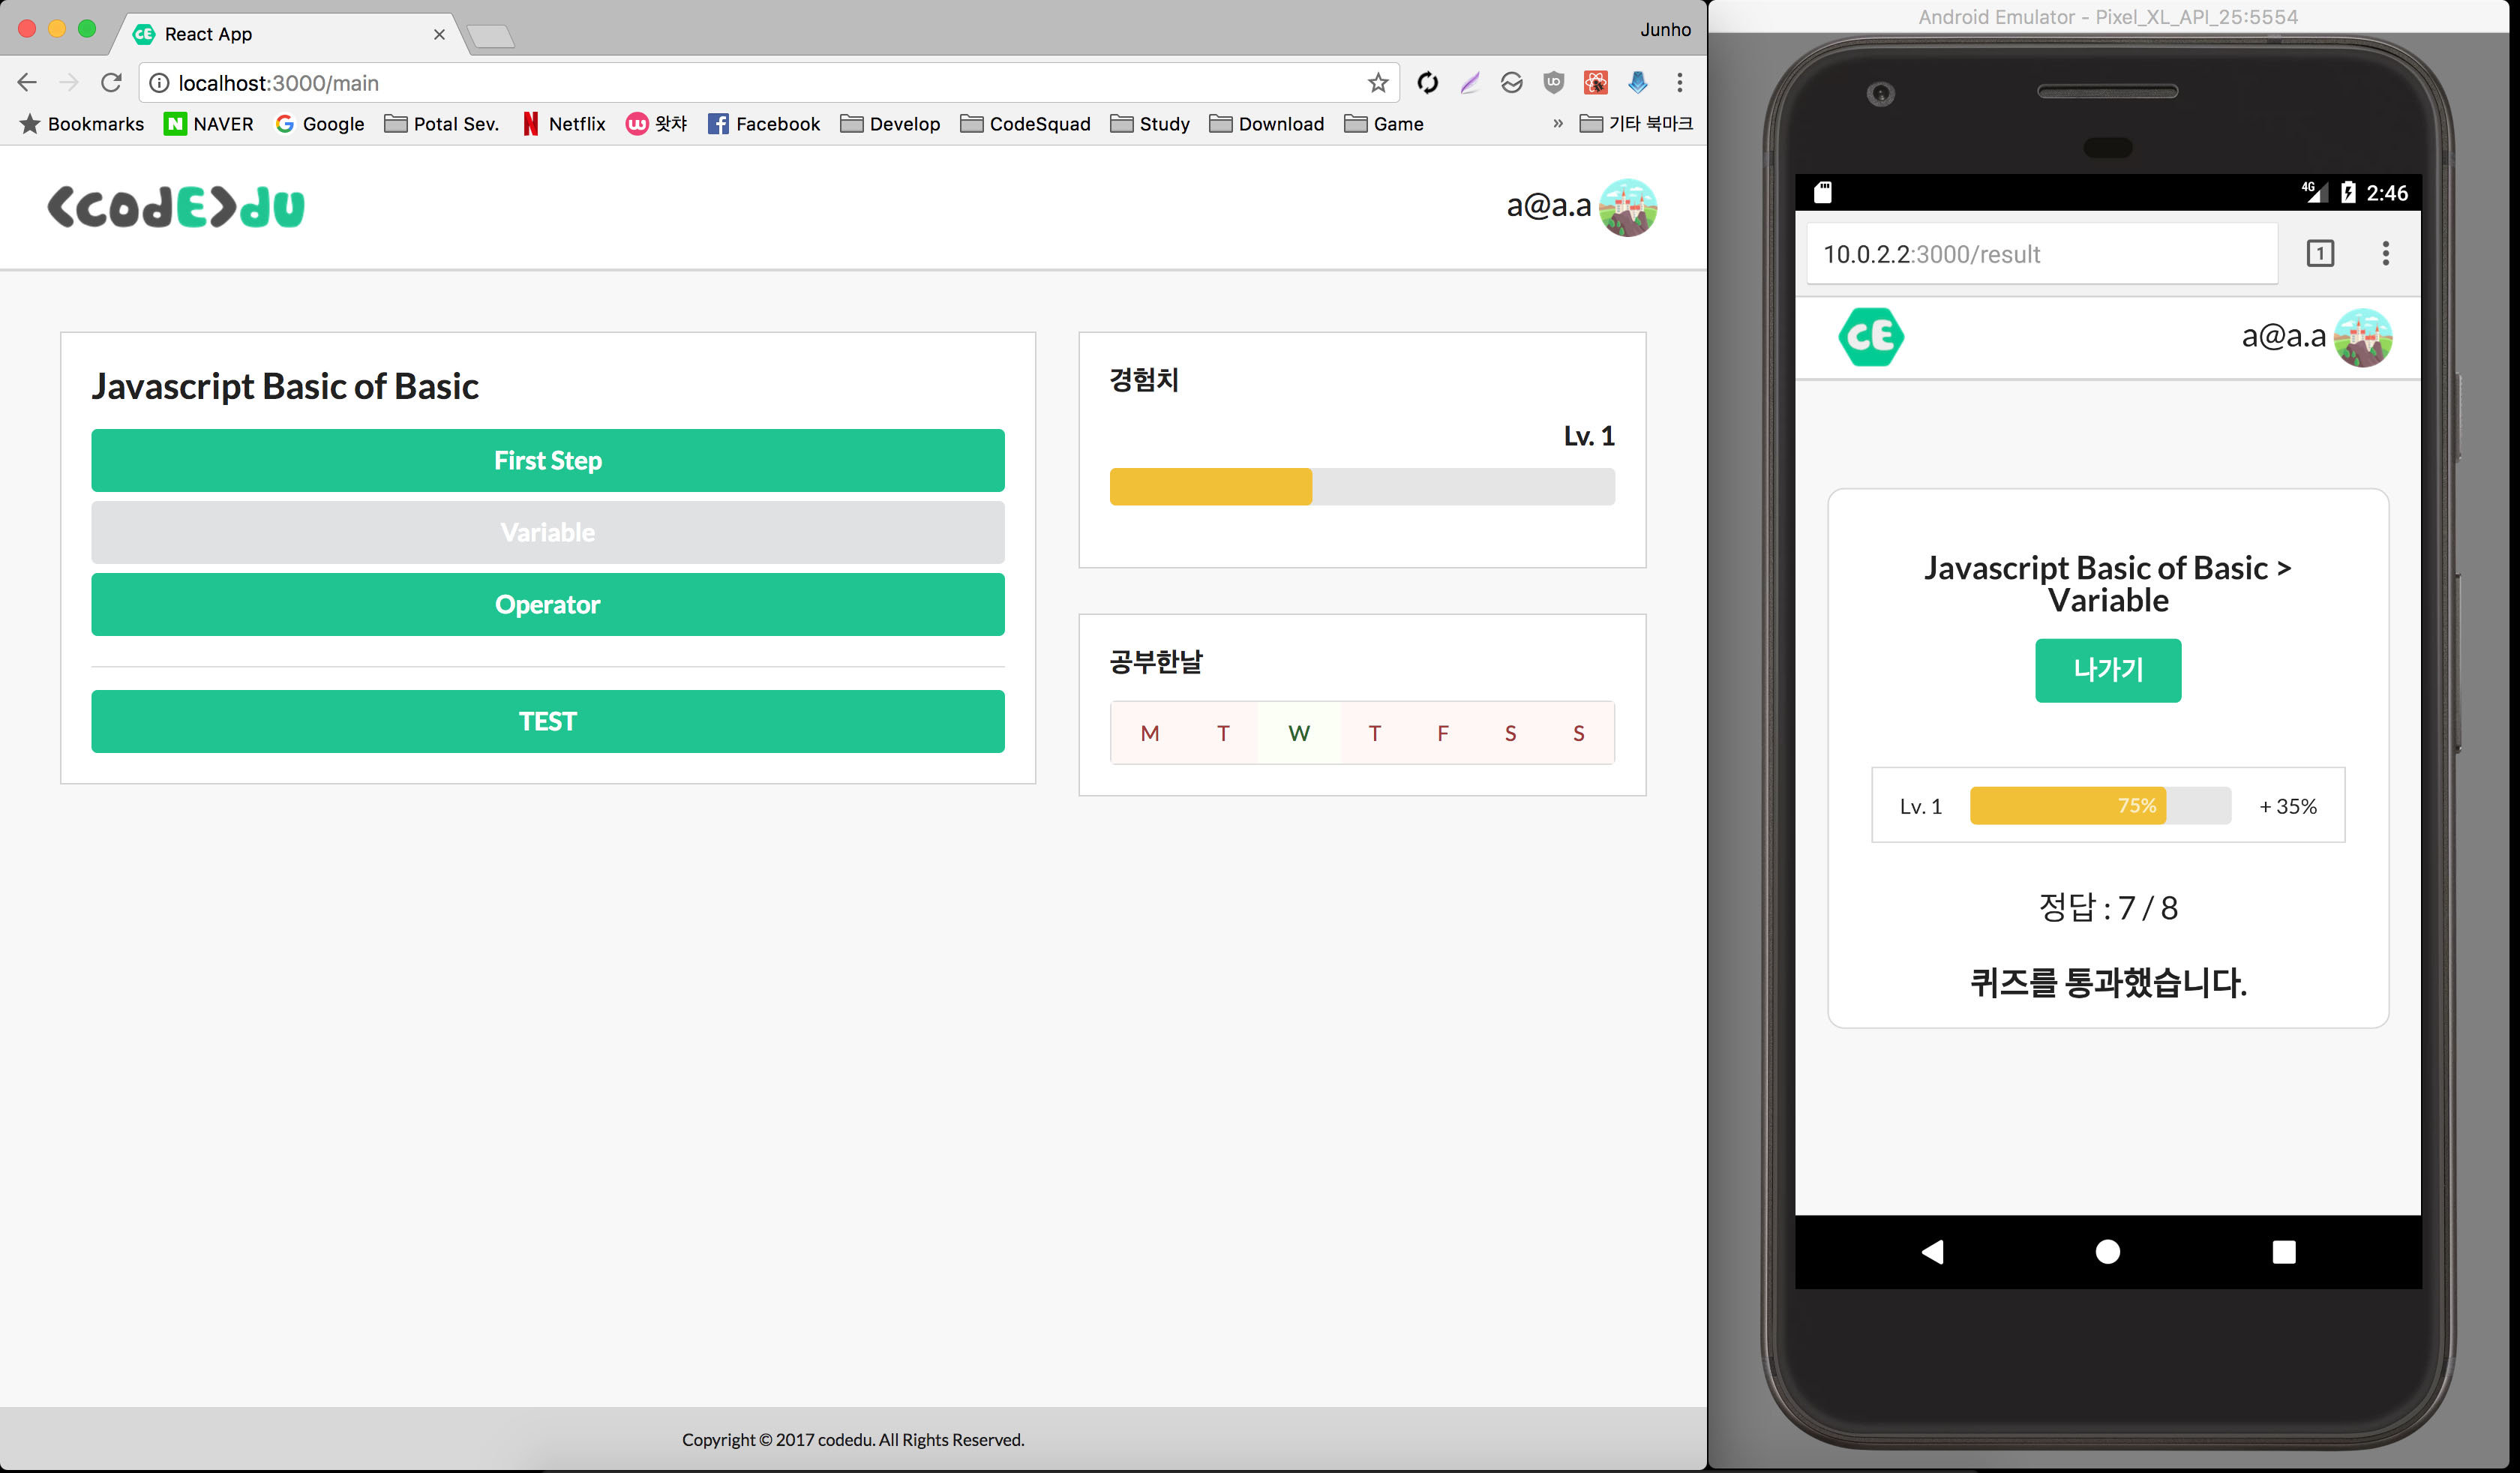 React App
Junho
localhost:3000/main
Bookmarks NAVER Google Potal Sev. Netflix 왓챠 Facebook Develop CodeSquad Study Download Game » 기타 북마크
<codE>du
a@a.a
Javascript Basic of Basic
First Step
Variable
Operator
TEST
경험치
Lv. 1
공부한날
M T W T F S S
Copyright © 2017 codedu. All Rights Reserved.
Android Emulator - Pixel_XL_API_25:5554
4G 2:46
10.0.2.2:3000/result
1
CE
a@a.a
Javascript Basic of Basic >
Variable
나가기
Lv. 1 75% + 35%
정답 : 7 / 8
퀴즈를 통과했습니다.